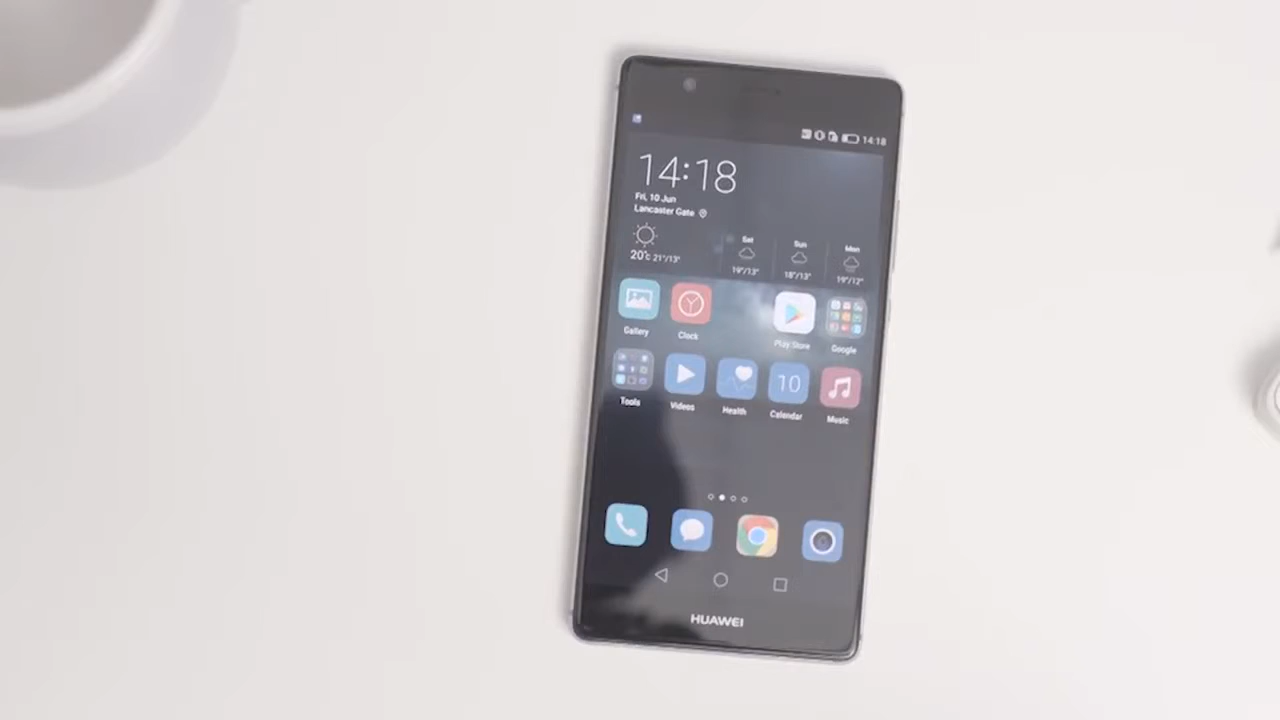 14:18
14:18
Fri, 10 Jun
Lancaster Gate
20°c 21°/13°
Sat
19°/13°
Sun
18°/13°
Mon
19°/12°
Gallery
Clock
Play Store
Google
Tools
Videos
Health
10
Calendar
Music
HUAWEI